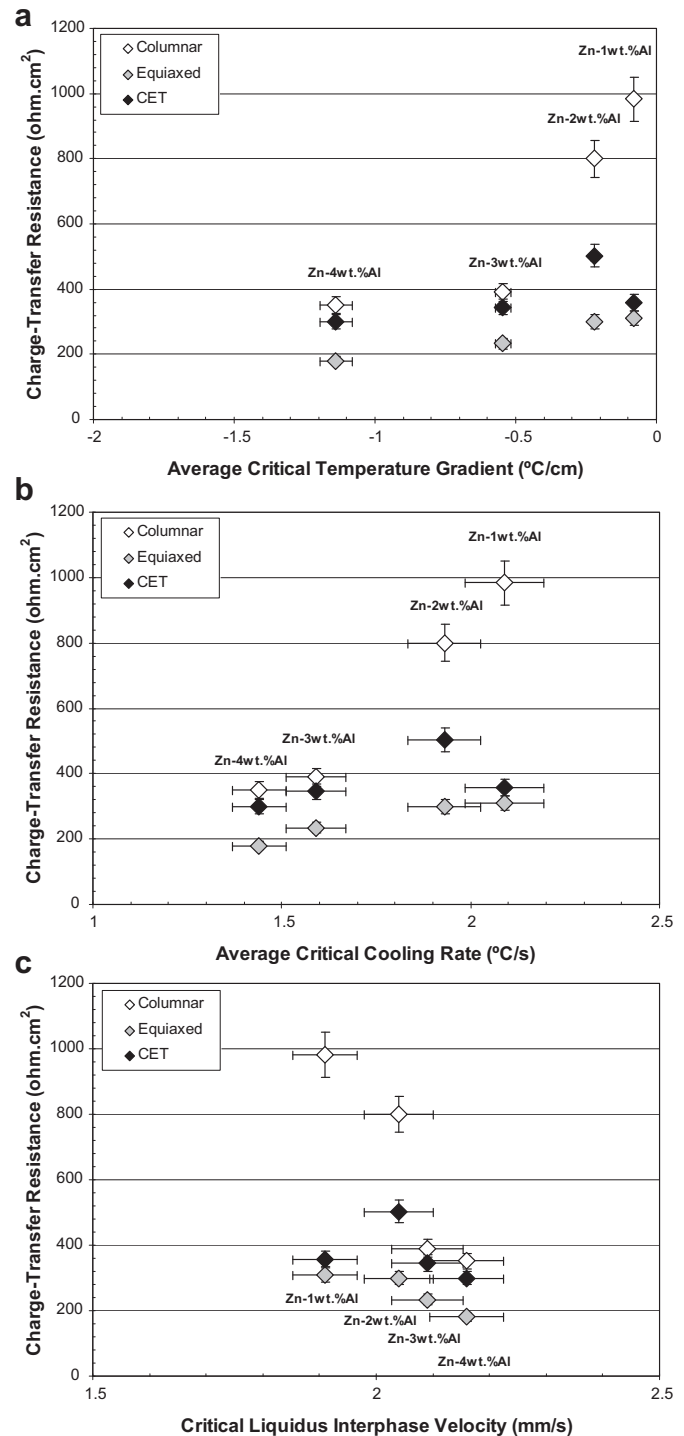 a
1200
1000
800
600
400
200
0
Charge-Transfer Resistance (ohm.cm²)
Columnar
Equiaxed
CET
Zn-1wt.%Al
Zn-2wt.%Al
Zn-3wt.%Al
Zn-4wt.%Al
-2 -1.5 -1 -0.5 0
Average Critical Temperature Gradient (ºC/cm)
b
1200
1000
800
600
400
200
0
Charge-Transfer Resistance (ohm.cm²)
Columnar
Equiaxed
CET
Zn-1wt.%Al
Zn-2wt.%Al
Zn-3wt.%Al
Zn-4wt.%Al
1 1.5 2 2.5
Average Critical Cooling Rate (ºC/s)
c
1200
1000
800
600
400
200
0
Charge-Transfer Resistance (ohm.cm²)
Columnar
Equiaxed
CET
Zn-1wt.%Al
Zn-2wt.%Al
Zn-3wt.%Al
Zn-4wt.%Al
1.5 2 2.5
Critical Liquidus Interphase Velocity (mm/s)